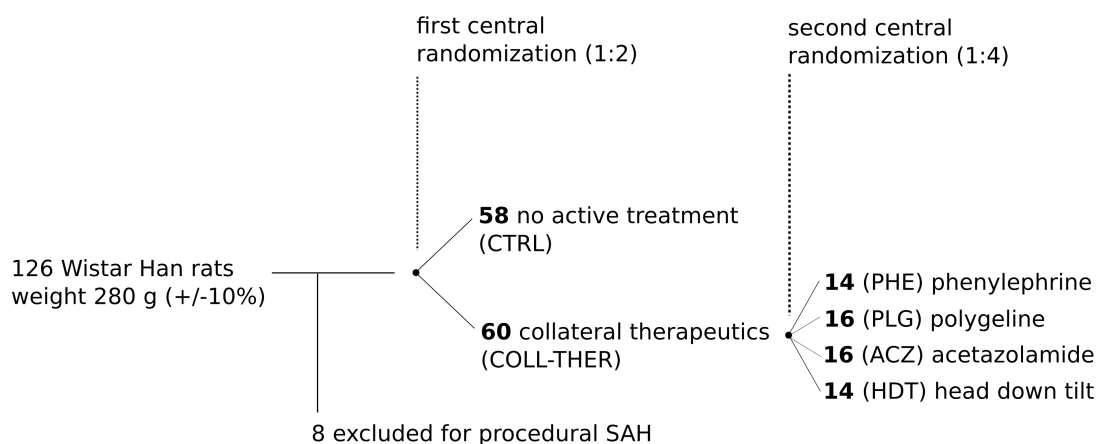 first central
randomization (1:2)
second central
randomization (1:4)
58 no active treatment
(CTRL)
126 Wistar Han rats
weight 280 g (+/-10%)
60 collateral therapeutics
(COLL-THER)
14 (PHE) phenylephrine
16 (PLG) polygeline
16 (ACZ) acetazolamide
14 (HDT) head down tilt
8 excluded for procedural SAH